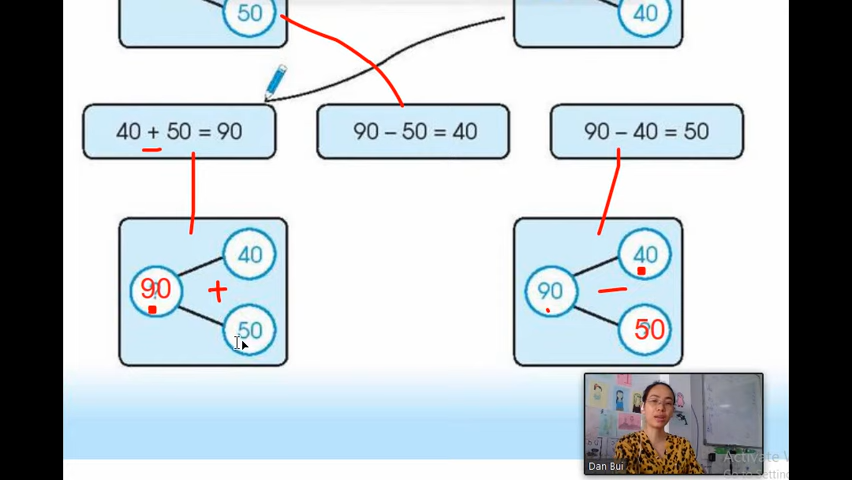 50
40
40 + 50 = 90
90 – 50 = 40
90 – 40 = 50
40
90
+
50
40
90
–
50
Dan Bui
Activate